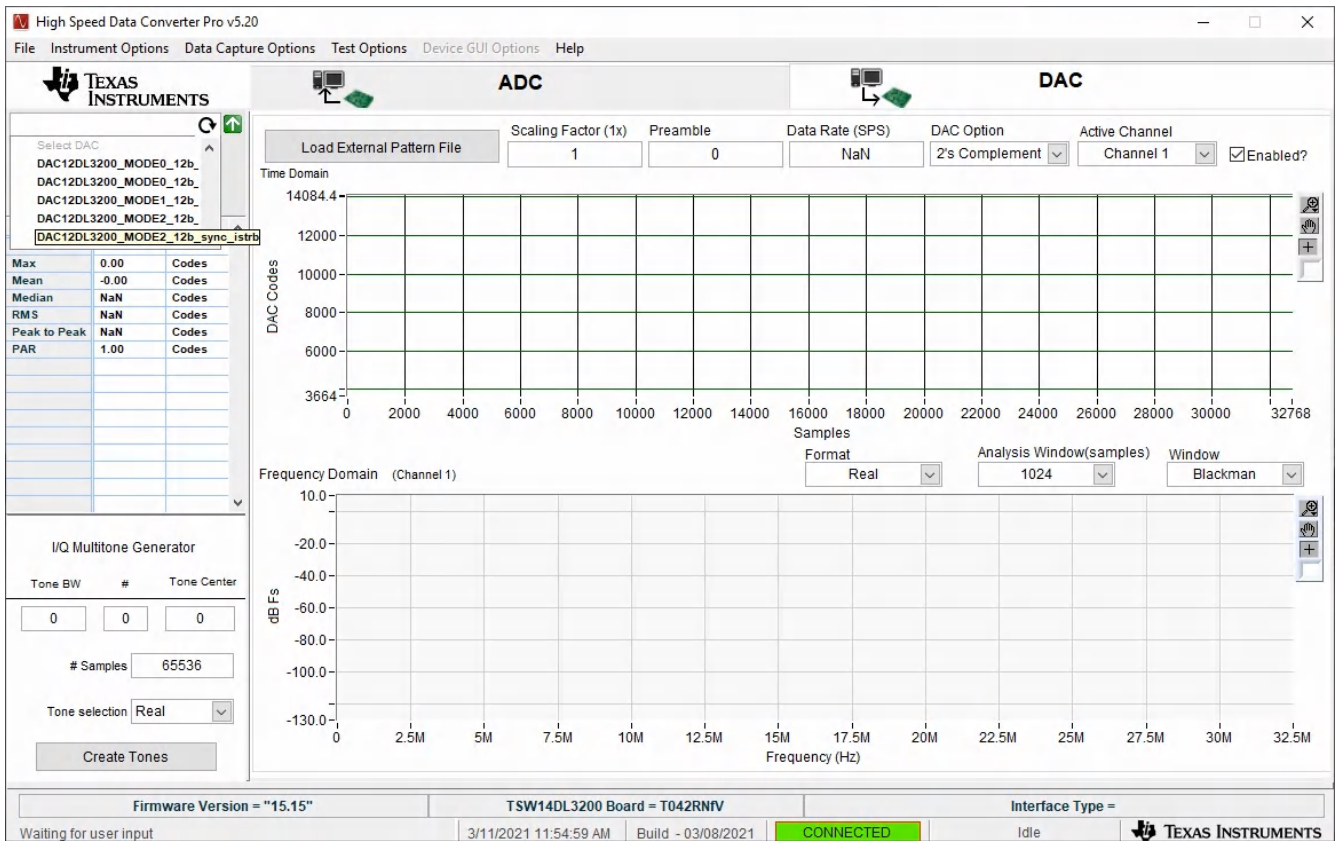 High Speed Data Converter Pro v5.20
File Instrument Options Data Capture Options Test Options Device GUI Options Help
TEXAS INSTRUMENTS
ADC
DAC
Select DAC
DAC12DL3200_MODE0_12b_
DAC12DL3200_MODE0_12b_
DAC12DL3200_MODE1_12b_
DAC12DL3200_MODE2_12b_
DAC12DL3200_MODE2_12b_sync_istrb
Max 0.00 Codes
Mean -0.00 Codes
Median NaN Codes
RMS NaN Codes
Peak to Peak NaN Codes
PAR 1.00 Codes
I/Q Multitone Generator
Tone BW # Tone Center
0 0 0
# Samples 65536
Tone selection Real
Create Tones
Load External Pattern File
Scaling Factor (1x) Preamble Data Rate (SPS) DAC Option Active Channel
1 0 NaN 2's Complement Channel 1 Enabled?
Time Domain
14084.4
12000
10000
8000
6000
3664
DAC Codes
0 2000 4000 6000 8000 10000 12000 14000 16000 18000 20000 22000 24000 26000 28000 30000 32768
Samples
Format Analysis Window(samples) Window
Real 1024 Blackman
Frequency Domain (Channel 1)
10.0
-20.0
-40.0
-60.0
-80.0
-100.0
-130.0
dB Fs
0 2.5M 5M 7.5M 10M 12.5M 15M 17.5M 20M 22.5M 25M 27.5M 30M 32.5M
Frequency (Hz)
Firmware Version = "15.15" TSW14DL3200 Board = T042RNfV Interface Type =
Waiting for user input 3/11/2021 11:54:59 AM Build - 03/08/2021 CONNECTED Idle TEXAS INSTRUMENTS